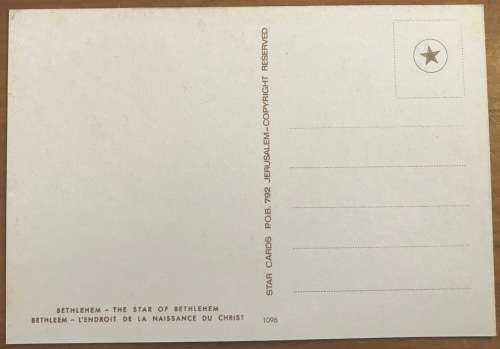 BETHLEHEM – THE STAR OF BETHLEHEM
BETHLEEM – L'ENDROIT DE LA NAISSANCE DU CHRIST
1096
STAR CARDS P.O.B. 792 JERUSALEM–COPYRIGHT RESERVED